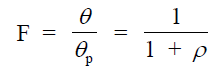 F = θ/θₚ = 1/(1 + ρ)